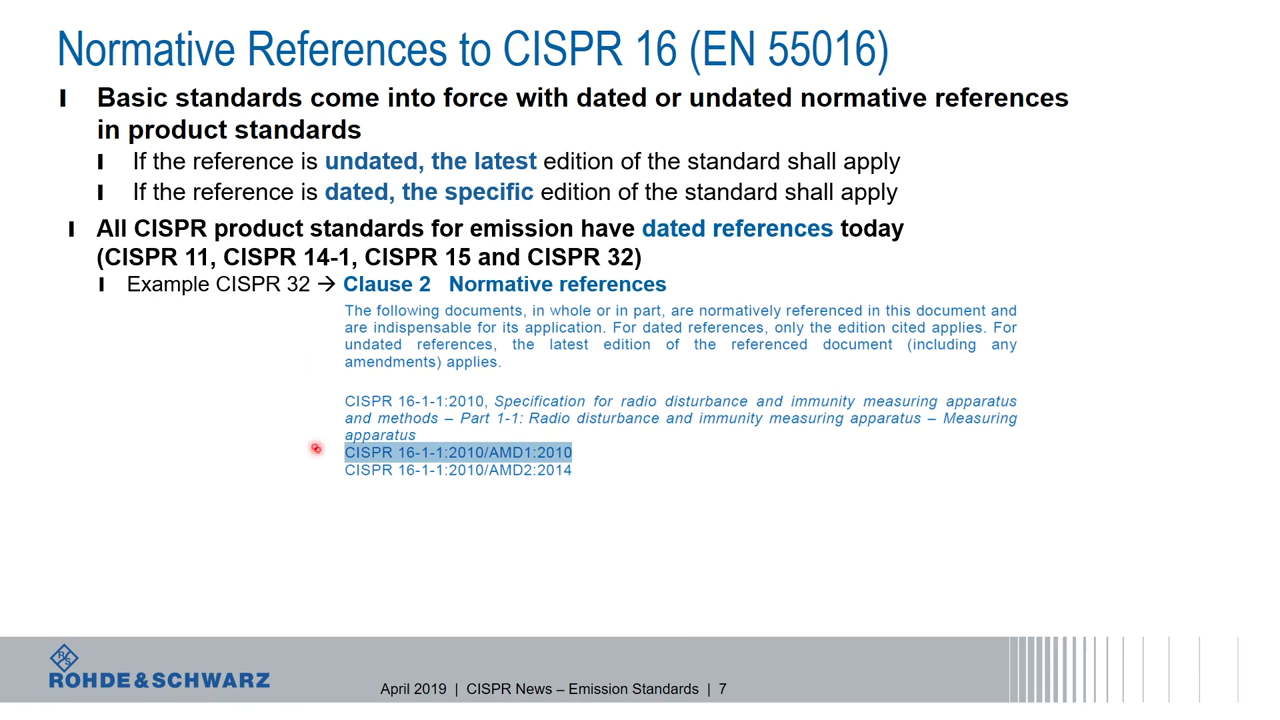 Normative References to CISPR 16 (EN 55016)
Basic standards come into force with dated or undated normative references
in product standards
If the reference is undated, the latest edition of the standard shall apply
If the reference is dated, the specific edition of the standard shall apply
All CISPR product standards for emission have dated references today
(CISPR 11, CISPR 14-1, CISPR 15 and CISPR 32)
Example CISPR 32 → Clause 2 Normative references
The following documents, in whole or in part, are normatively referenced in this document and
are indispensable for its application. For dated references, only the edition cited applies. For
undated references, the latest edition of the referenced document (including any
amendments) applies.
CISPR 16-1-1:2010, Specification for radio disturbance and immunity measuring apparatus
and methods – Part 1-1: Radio disturbance and immunity measuring apparatus – Measuring
apparatus
CISPR 16-1-1:2010/AMD1:2010
CISPR 16-1-1:2010/AMD2:2014
R S
ROHDE & SCHWARZ
April 2019 | CISPR News – Emission Standards | 7